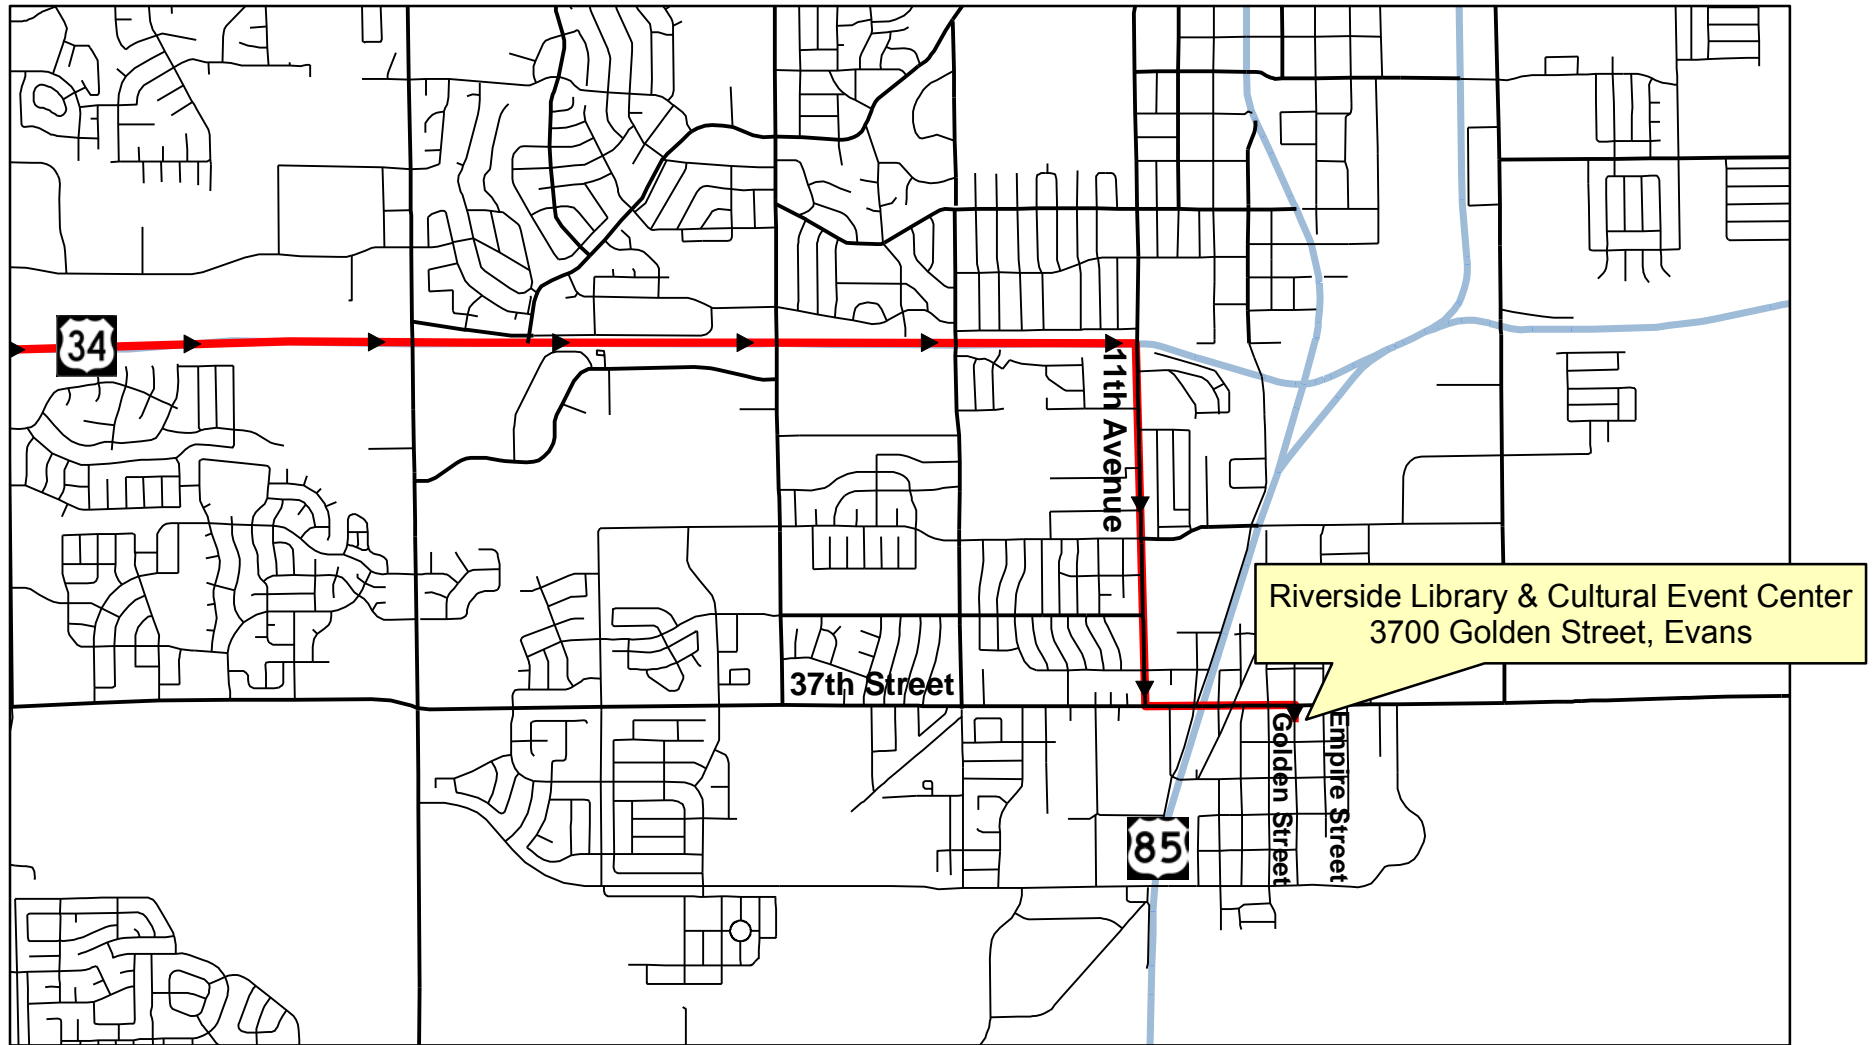 34
11th Avenue
Riverside Library & Cultural Event Center
3700 Golden Street, Evans
37th Street
Golden Street
Empire Street
85